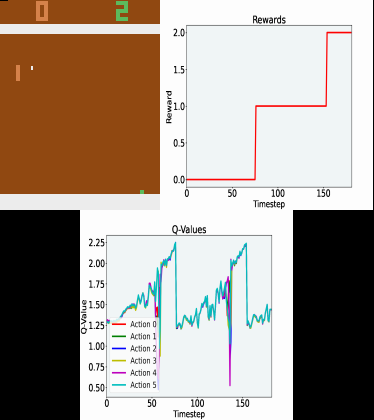 0 2
Rewards
2.0
1.5
1.0
0.5
0.0
Reward
0 50 100 150
Timestep
Q-Values
2.25
2.00
1.75
1.50
1.25
1.00
0.75
0.50
Q-Value
Action 0
Action 1
Action 2
Action 3
Action 4
Action 5
0 50 100 150
Timestep